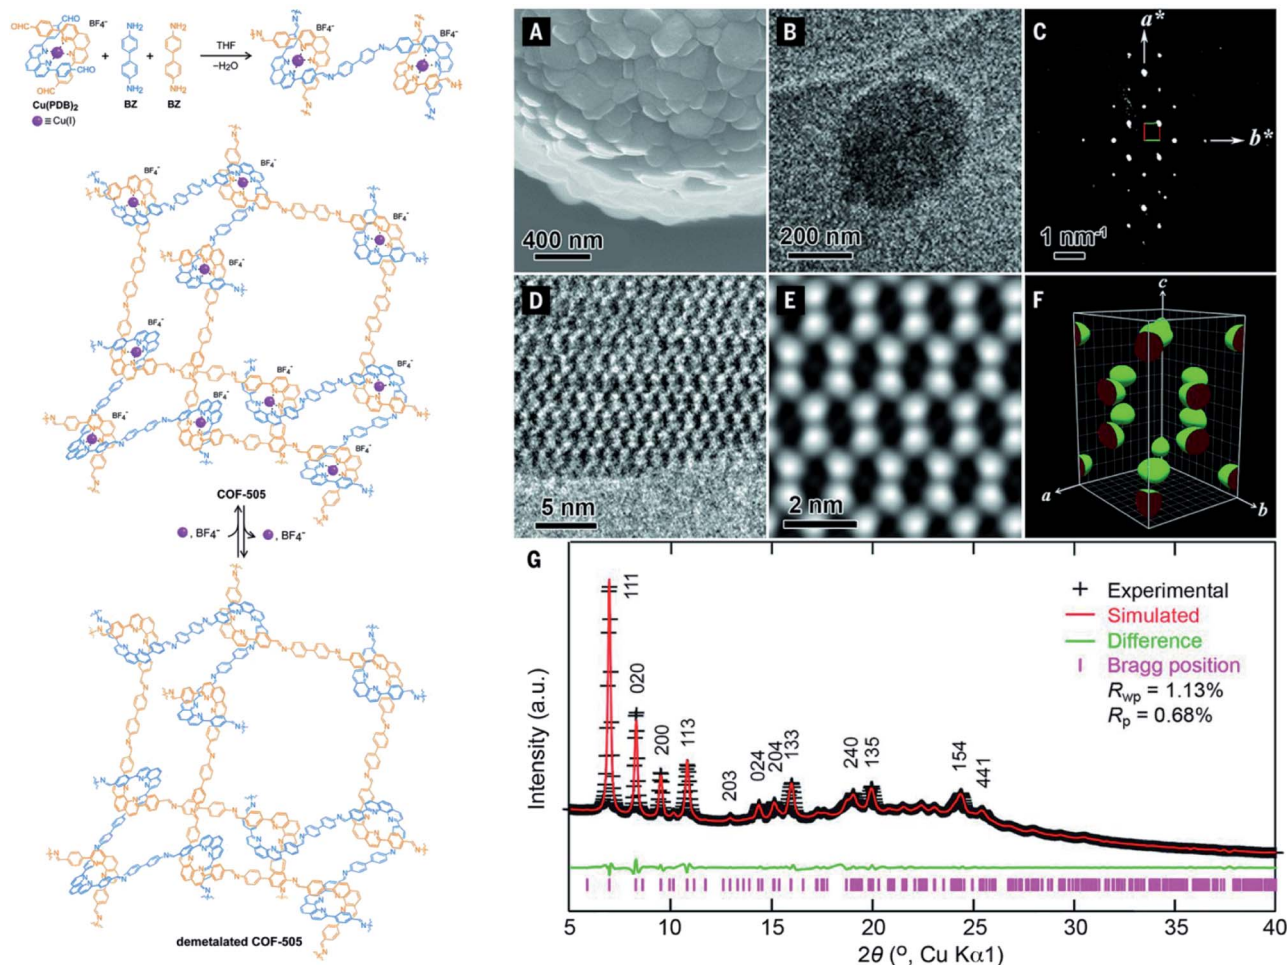 OHC
CHO
BF4⁻
CHO
OHC
Cu(PDB)2
≡Cu(I)
+
NH2
H2N
BZ
+
NH2
H2N
BZ
THF
−H2O
BF4⁻
BF4⁻
BF4⁻
BF4⁻
BF4⁻
BF4⁻
BF4⁻
BF4⁻
BF4⁻
BF4⁻
BF4⁻
BF4⁻
COF-505
, BF4⁻
, BF4⁻
demetalated COF-505
A
400 nm
B
200 nm
C
a*
b*
1 nm-1
D
5 nm
E
2 nm
F
c
a
b
G
Intensity (a.u.)
111
020
200
113
203
024
204
133
240
135
154
441
Experimental
Simulated
Difference
Bragg position
Rwp = 1.13%
Rp = 0.68%
5 10 15 20 25 30 35 40
2θ (°, Cu Kα1)